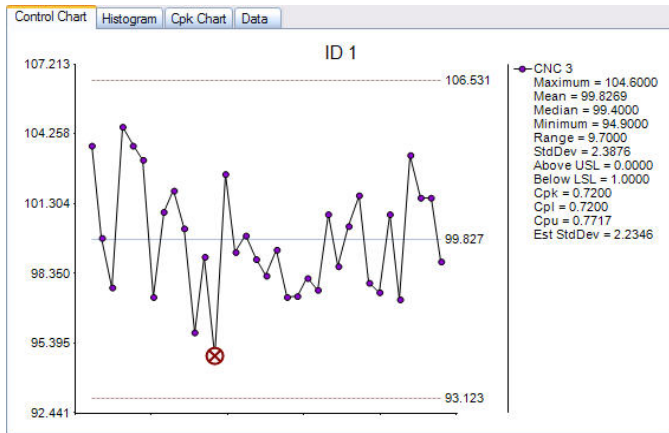 Control Chart Histogram Cpk Chart Data
ID 1
107.213
104.258
101.304
98.350
95.395
92.441
106.531
99.827
93.123
CNC 3
Maximum = 104.6000
Mean = 99.8269
Median = 99.4000
Minimum = 94.9000
Range = 9.7000
StdDev = 2.3876
Above USL = 0.0000
Below LSL = 1.0000
Cpk = 0.7200
Cpl = 0.7200
Cpu = 0.7717
Est StdDev = 2.2346